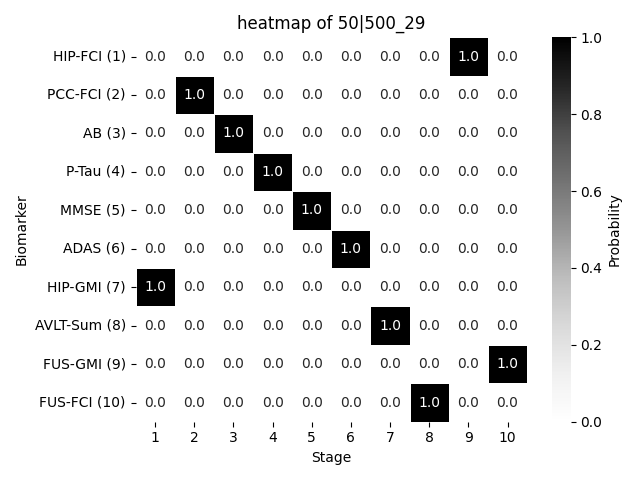 heatmap of 50|500_29
HIP-FCI (1) 0.0 0.0 0.0 0.0 0.0 0.0 0.0 0.0 1.0 0.0
PCC-FCI (2) 0.0 1.0 0.0 0.0 0.0 0.0 0.0 0.0 0.0 0.0
AB (3) 0.0 0.0 1.0 0.0 0.0 0.0 0.0 0.0 0.0 0.0
P-Tau (4) 0.0 0.0 0.0 1.0 0.0 0.0 0.0 0.0 0.0 0.0
MMSE (5) 0.0 0.0 0.0 0.0 1.0 0.0 0.0 0.0 0.0 0.0
ADAS (6) 0.0 0.0 0.0 0.0 0.0 1.0 0.0 0.0 0.0 0.0
HIP-GMI (7) 1.0 0.0 0.0 0.0 0.0 0.0 0.0 0.0 0.0 0.0
AVLT-Sum (8) 0.0 0.0 0.0 0.0 0.0 0.0 1.0 0.0 0.0 0.0
FUS-GMI (9) 0.0 0.0 0.0 0.0 0.0 0.0 0.0 0.0 0.0 1.0
FUS-FCI (10) 0.0 0.0 0.0 0.0 0.0 0.0 0.0 1.0 0.0 0.0
1 2 3 4 5 6 7 8 9 10
Stage
Biomarker
1.0
0.8
0.6
0.4
0.2
0.0
Probability